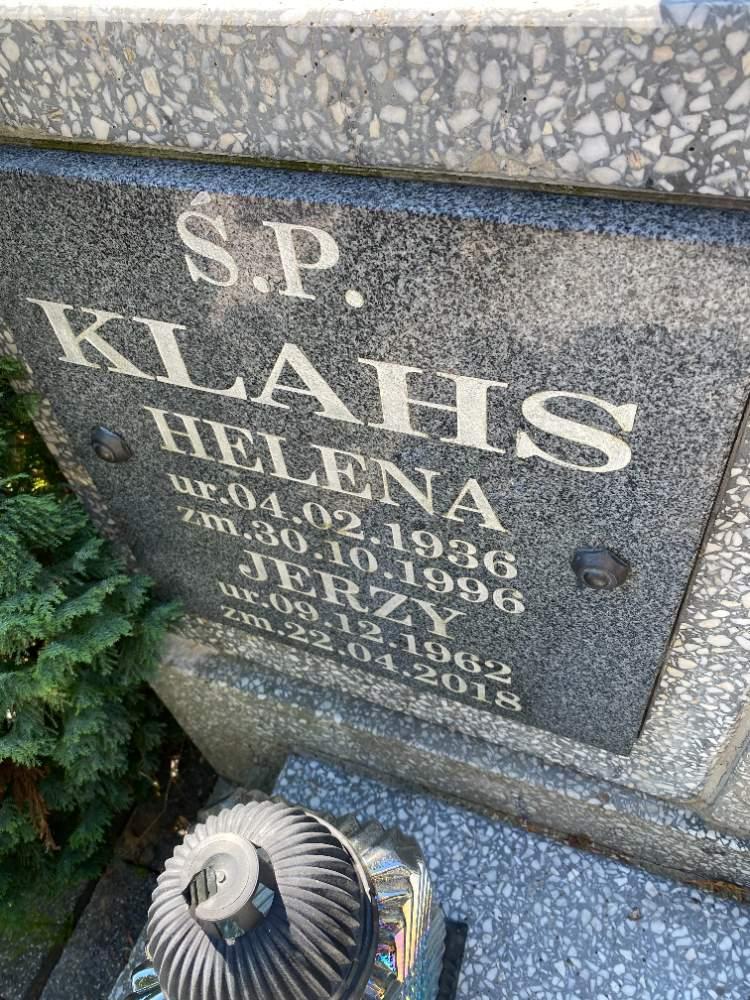 Ś.P.
KLAHS
HELENA
ur.04.02.1936
zm.30.10.1996
JERZY
ur.09.12.1962
zm.22.04.2018